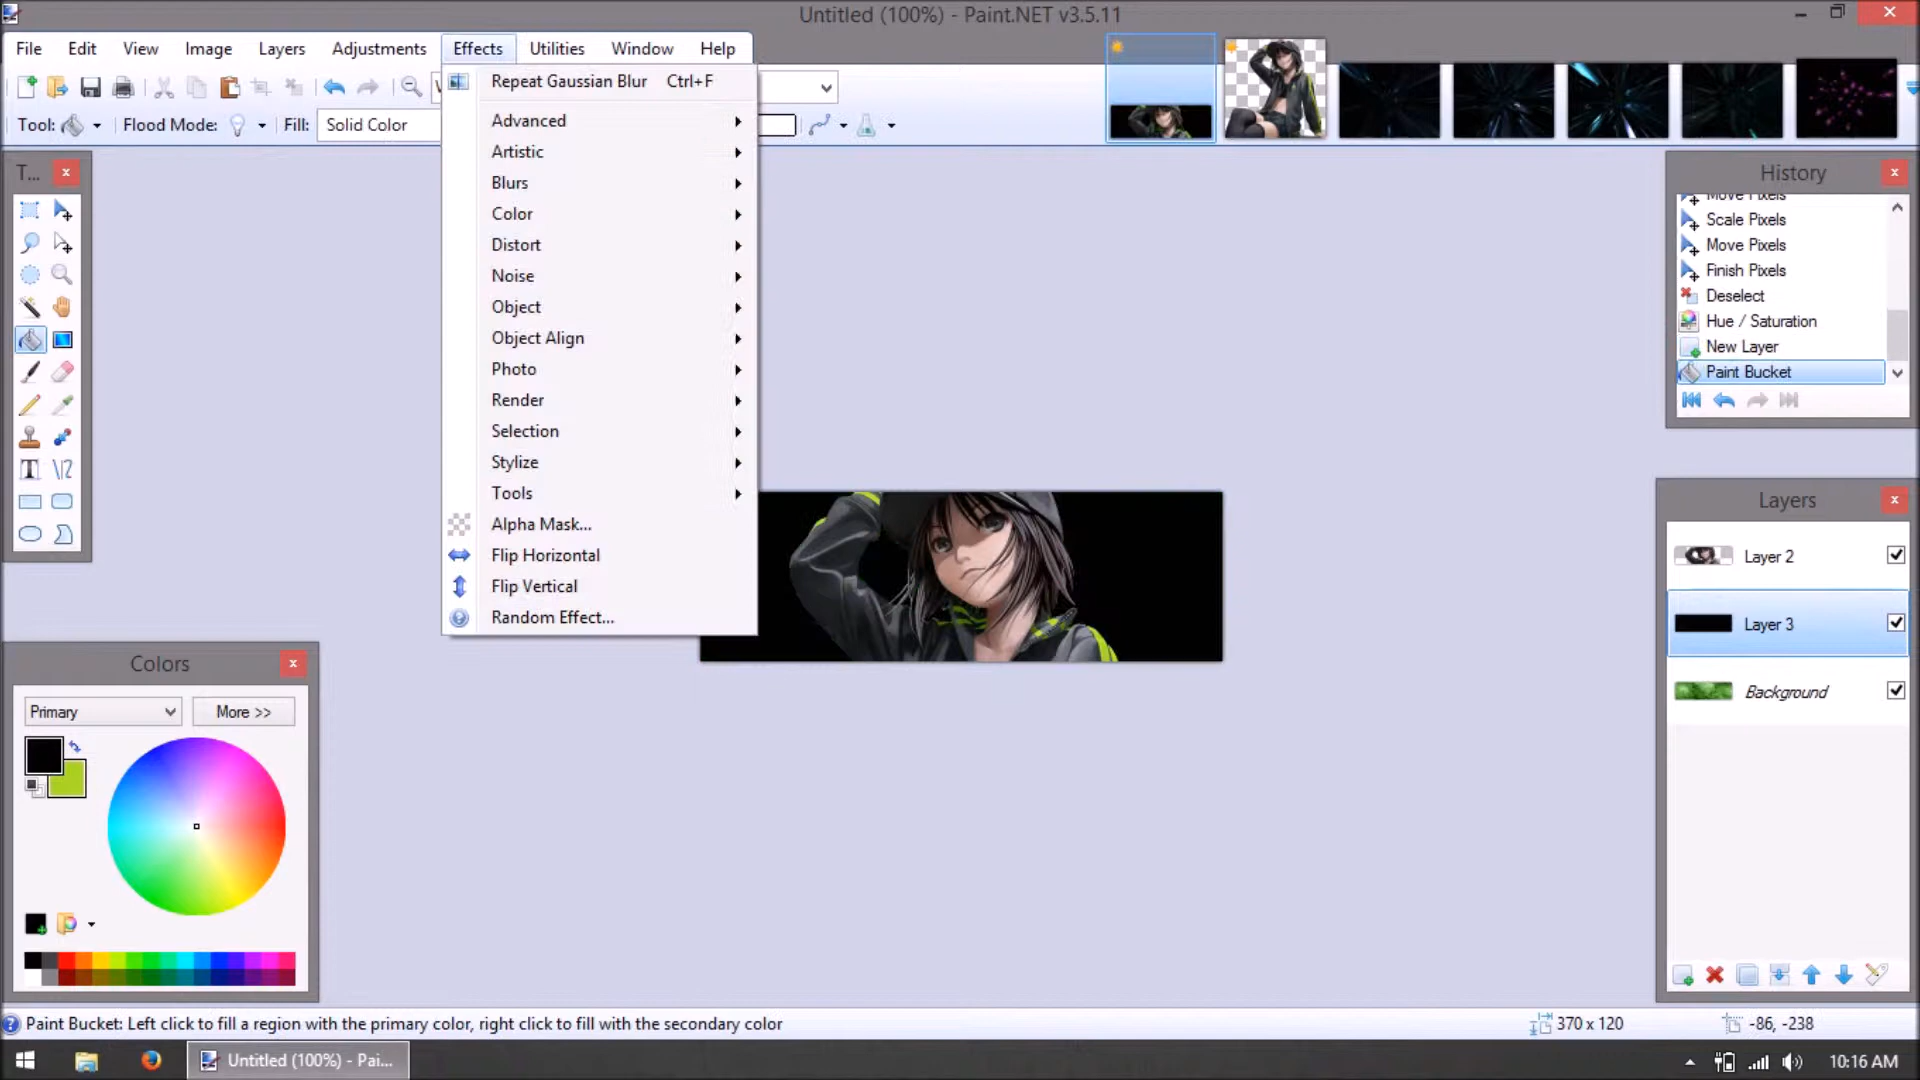 Untitled (100%) - Paint.NET v3.5.11
File Edit View Image Layers Adjustments Effects Utilities Window Help
Tool: Flood Mode: Fill: Solid Color
Repeat Gaussian Blur Ctrl+F
Advanced
Artistic
Blurs
Color
Distort
Noise
Object
Object Align
Photo
Render
Selection
Stylize
Tools
Alpha Mask...
Flip Horizontal
Flip Vertical
Random Effect...
T...
History
Move Pixels
Scale Pixels
Move Pixels
Finish Pixels
Deselect
Hue / Saturation
New Layer
Paint Bucket
Layers
Layer 2
Layer 3
Background
Colors
Primary More >>
Paint Bucket: Left click to fill a region with the primary color, right click to fill with the secondary color
370 x 120
-86, -238
Untitled (100%) - Pai...
10:16 AM